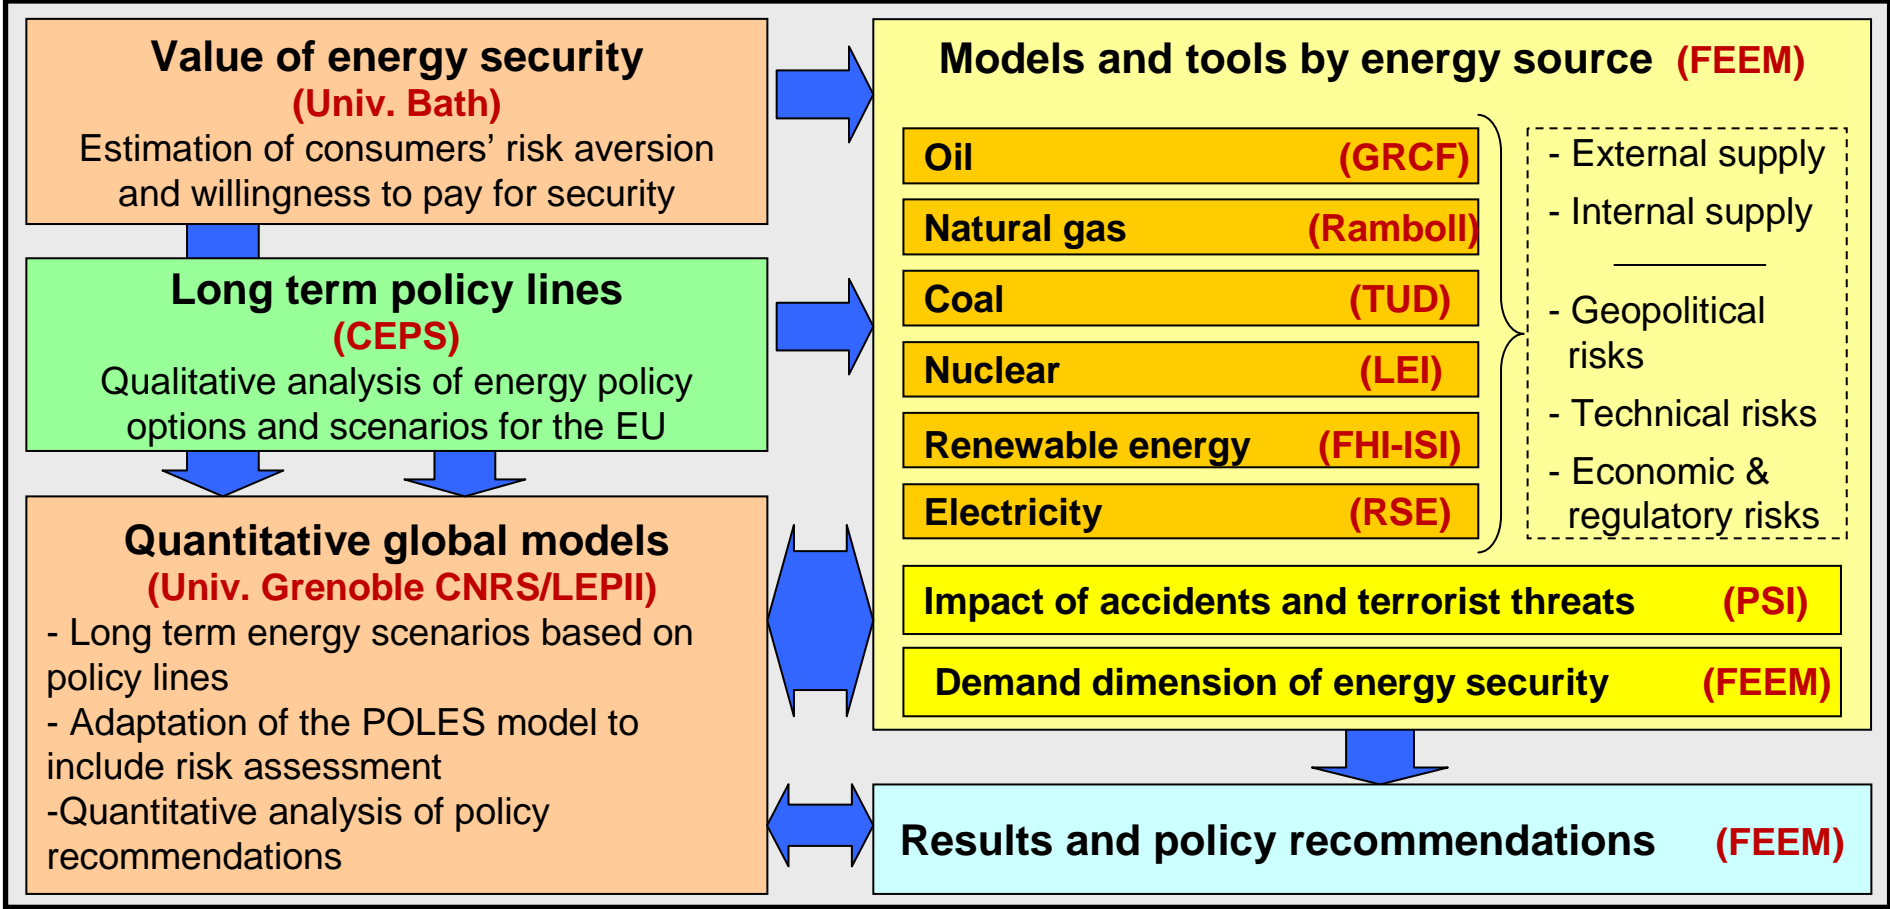 Value of energy security
(Univ. Bath)
Estimation of consumers’ risk aversion
and willingness to pay for security
Long term policy lines
(CEPS)
Qualitative analysis of energy policy
options and scenarios for the EU
Quantitative global models
(Univ. Grenoble CNRS/LEPII)
- Long term energy scenarios based on
policy lines
- Adaptation of the POLES model to
include risk assessment
-Quantitative analysis of policy
recommendations
Models and tools by energy source (FEEM)
Oil (GRCF)
Natural gas (Ramboll)
Coal (TUD)
Nuclear (LEI)
Renewable energy (FHI-ISI)
Electricity (RSE)
- External supply
- Internal supply
- Geopolitical
risks
- Technical risks
- Economic &
regulatory risks
Impact of accidents and terrorist threats (PSI)
Demand dimension of energy security (FEEM)
Results and policy recommendations (FEEM)